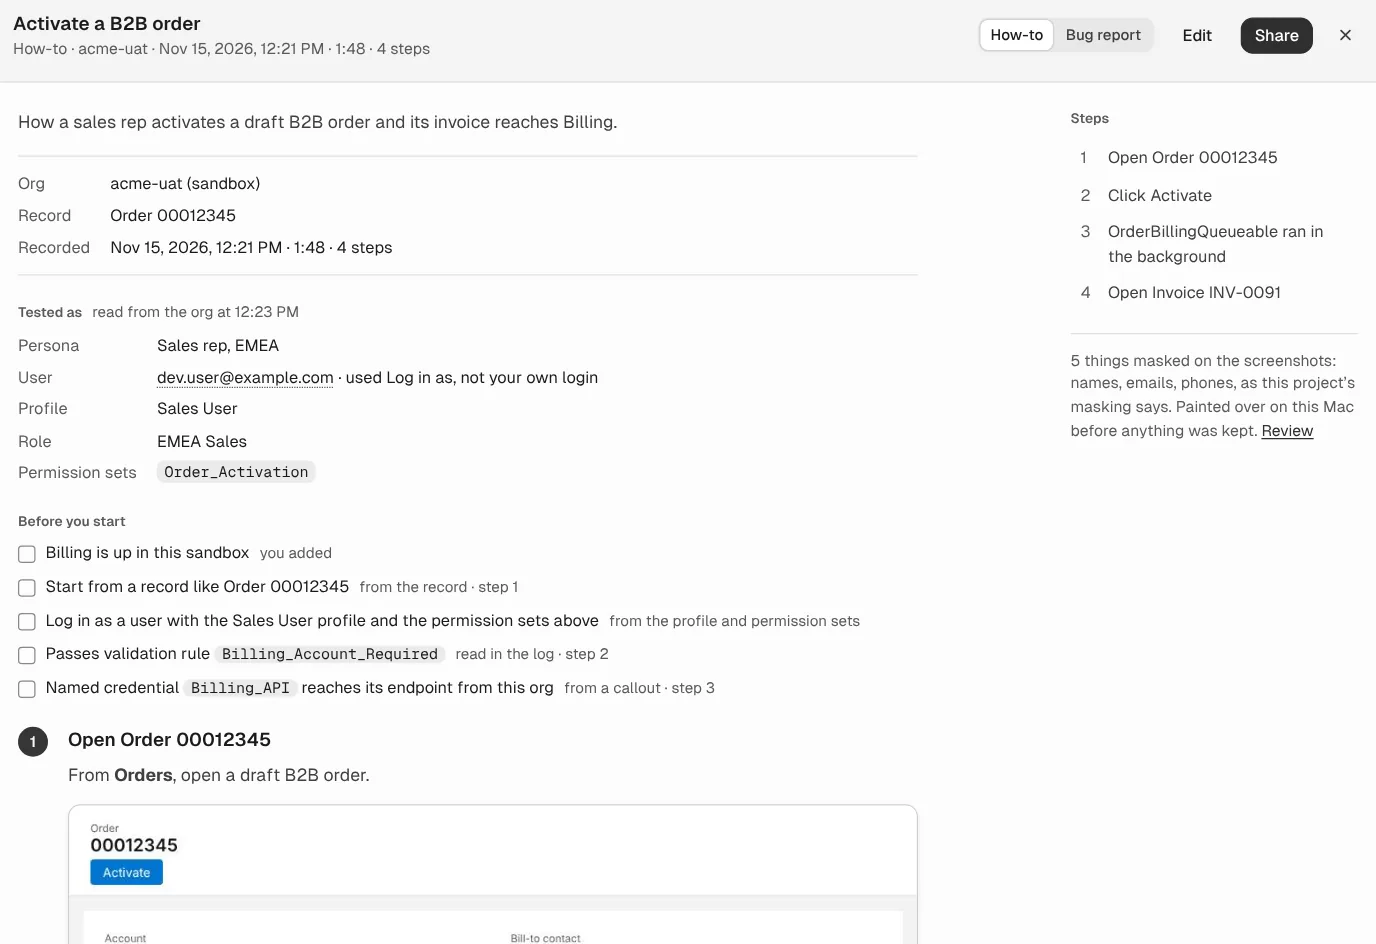 Activate a B2B order
How-to · acme-uat · Nov 15, 2026, 12:21 PM · 1:48 · 4 steps
How-to
Bug report
Edit
Share
How a sales rep activates a draft B2B order and its invoice reaches Billing.
Org acme-uat (sandbox)
Record Order 00012345
Recorded Nov 15, 2026, 12:21 PM · 1:48 · 4 steps
Tested as read from the org at 12:23 PM
Persona Sales rep, EMEA
User dev.user@example.com · used Log in as, not your own login
Profile Sales User
Role EMEA Sales
Permission sets Order_Activation
Before you start
Billing is up in this sandbox you added
Start from a record like Order 00012345 from the record · step 1
Log in as a user with the Sales User profile and the permission sets above from the profile and permission sets
Passes validation rule Billing_Account_Required read in the log · step 2
Named credential Billing_API reaches its endpoint from this org from a callout · step 3
1 Open Order 00012345
From Orders, open a draft B2B order.
Order
00012345
Activate
Account
Bill-to contact
Steps
1 Open Order 00012345
2 Click Activate
3 OrderBillingQueueable ran in
the background
4 Open Invoice INV-0091
5 things masked on the screenshots:
names, emails, phones, as this project’s
masking says. Painted over on this Mac
before anything was kept. Review